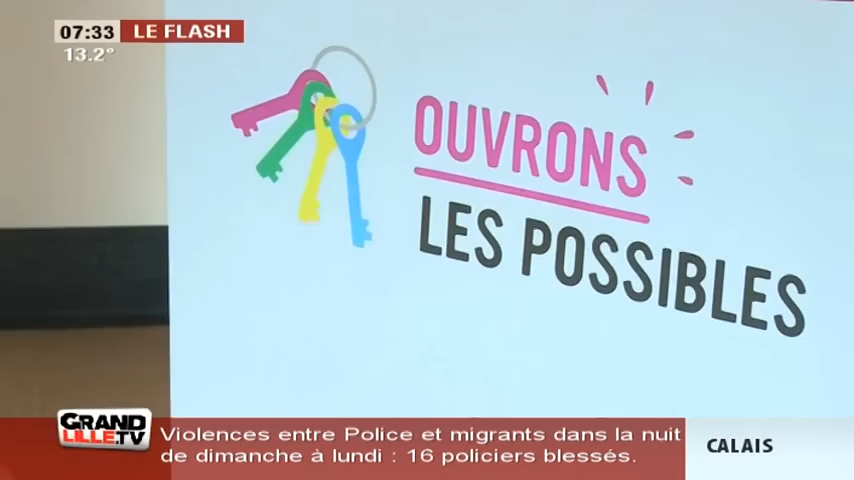 07:33 LE FLASH
13.2°
OUVRONS
LES POSSIBLES
GRAND
LILLE.TV
Violences entre Police et migrants dans la nuit
de dimanche à lundi : 16 policiers blessés.
CALAIS